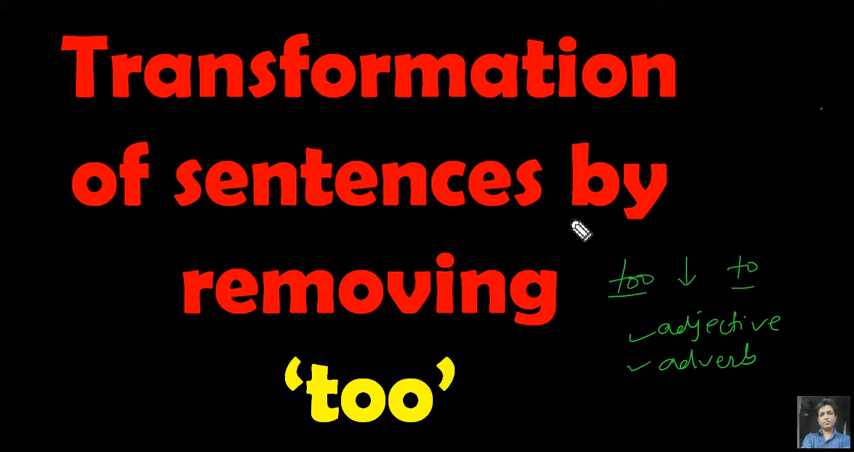 Transformation
of sentences by
removing
‘too’
too ↓ to
✓adjective
✓adverb